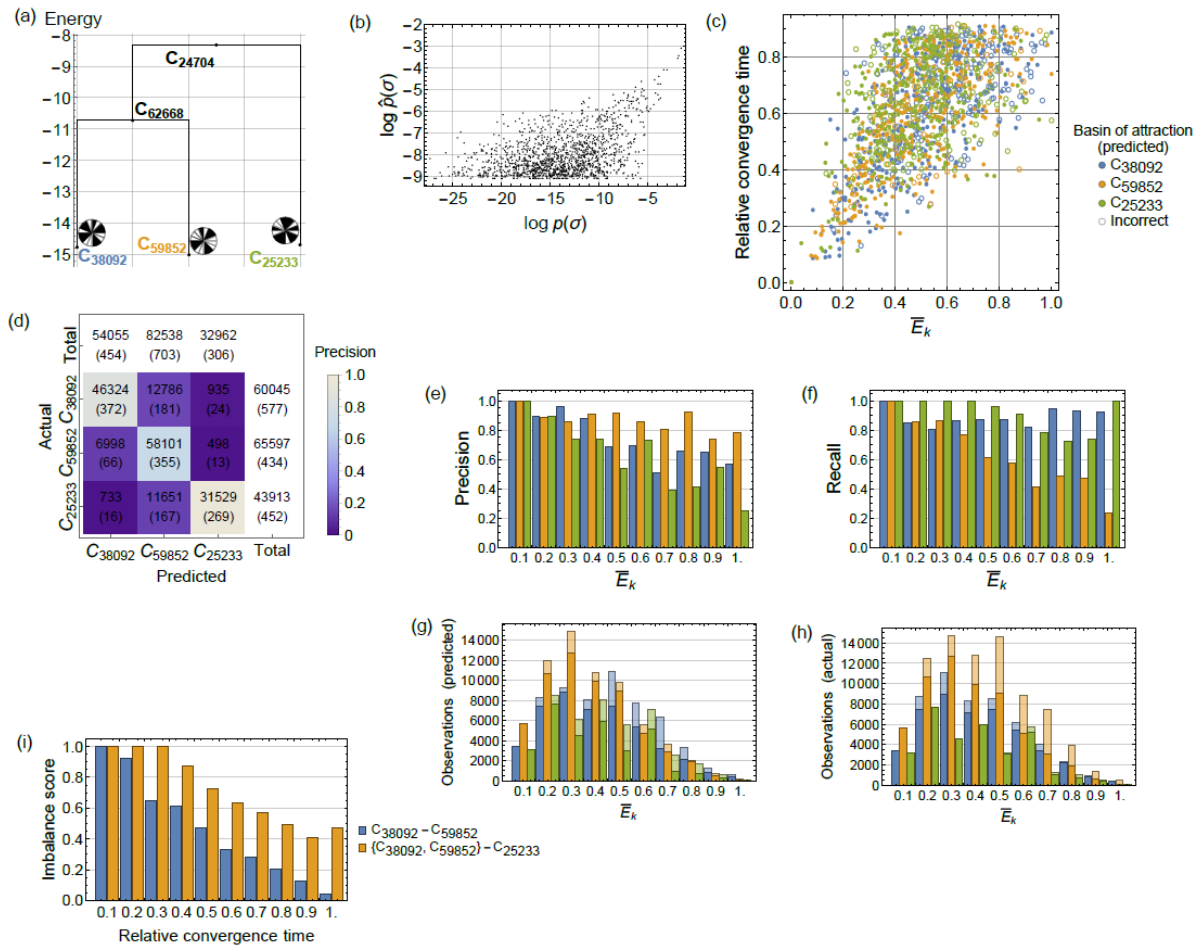 (a) Energy
−8
−9
−10
−11
−12
−13
−14
−15
C24704
C62668
C38092
C59852
C25233
(b)
−2
−3
−4
−5
−6
−7
−8
−9
log p̂(σ)
−25 −20 −15 −10 −5
log p(σ)
(c)
Relative convergence time
0.8
0.6
0.4
0.2
0.0
0.0 0.2 0.4 0.6 0.8 1.0
E̅k
Basin of attraction
(predicted)
C38092
C59852
C25233
Incorrect
(d)
Actual
Total C38092 C59852 C25233
54055 82538 32962
(454) (703) (306)
46324 12786 935 60045
(372) (181) (24) (577)
6998 58101 498 65597
(66) (355) (13) (434)
733 11651 31529 43913
(16) (167) (269) (452)
C38092 C59852 C25233 Total
Predicted
Precision
1.0
0.8
0.6
0.4
0.2
0
(e)
Precision
1.0
0.8
0.6
0.4
0.2
0.0
0.1 0.2 0.3 0.4 0.5 0.6 0.7 0.8 0.9 1.
E̅k
(f)
Recall
1.0
0.8
0.6
0.4
0.2
0.0
0.1 0.2 0.3 0.4 0.5 0.6 0.7 0.8 0.9 1.
E̅k
(g)
Observations (predicted)
14000
12000
10000
8000
6000
4000
2000
0
0.1 0.2 0.3 0.4 0.5 0.6 0.7 0.8 0.9 1.
E̅k
(h)
Observations (actual)
14000
12000
10000
8000
6000
4000
2000
0
0.1 0.2 0.3 0.4 0.5 0.6 0.7 0.8 0.9 1.
E̅k
(i)
Imbalance score
1.0
0.8
0.6
0.4
0.2
0.0
0.1 0.2 0.3 0.4 0.5 0.6 0.7 0.8 0.9 1.
Relative convergence time
C38092 − C59852
{C38092, C59852} − C25233